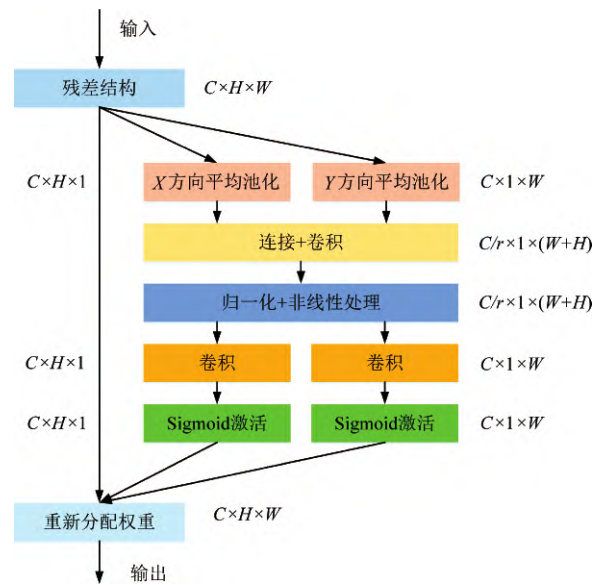 输入
残差结构
C×H×W
C×H×1
X方向平均池化
Y方向平均池化
C×1×W
连接+卷积
C/r×1×(W+H)
归一化+非线性处理
C/r×1×(W+H)
C×H×1
卷积
卷积
C×1×W
C×H×1
Sigmoid激活
Sigmoid激活
C×1×W
重新分配权重
C×H×W
输出